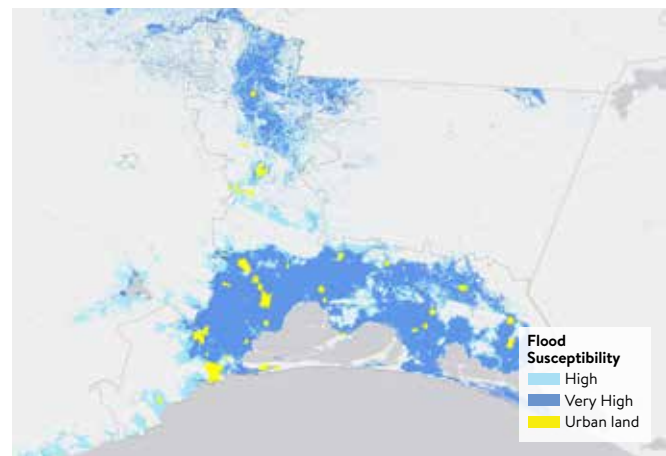 Flood
Susceptibility
High
Very High
Urban land